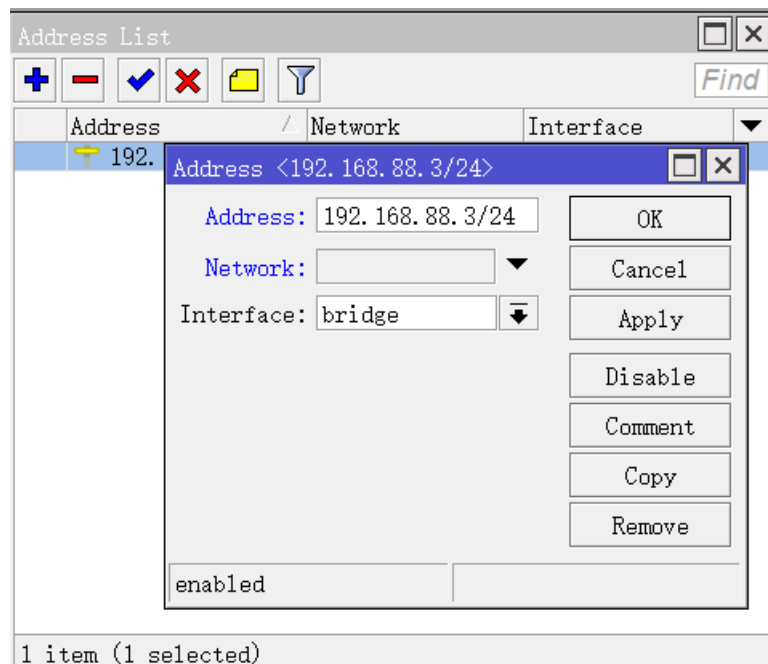 Address List
Find
Address Network Interface
192.
Address <192.168.88.3/24>
Address: 192.168.88.3/24
OK
Network:
Cancel
Interface: bridge
Apply
Disable
Comment
Copy
Remove
enabled
1 item (1 selected)